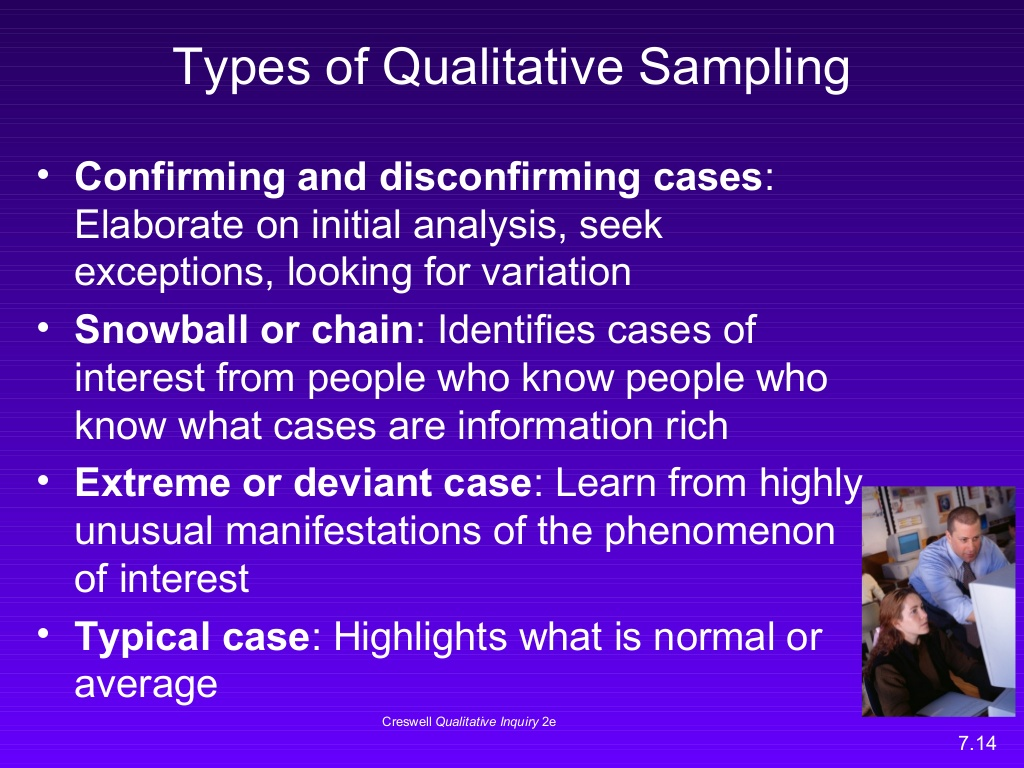 Types of Qualitative Sampling
• Confirming and disconfirming cases:
Elaborate on initial analysis, seek
exceptions, looking for variation
• Snowball or chain: Identifies cases of
interest from people who know people who
know what cases are information rich
• Extreme or deviant case: Learn from highly
unusual manifestations of the phenomenon
of interest
• Typical case: Highlights what is normal or
average
Creswell Qualitative Inquiry 2e
7.14